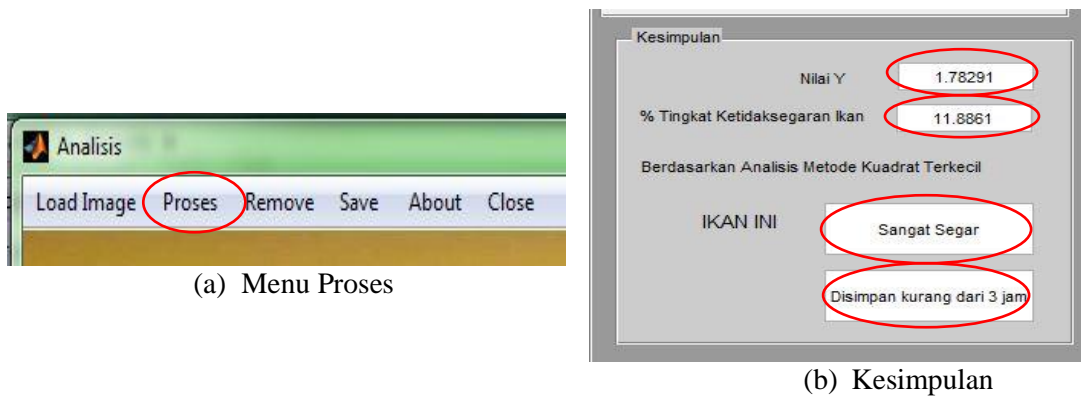 Analisis
Load Image Proses Remove Save About Close
(a) Menu Proses
Kesimpulan
Nilai Y 1.78291
% Tingkat Ketidaksegaran Ikan 11.8861
Berdasarkan Analisis Metode Kuadrat Terkecil
IKAN INI Sangat Segar
Disimpan kurang dari 3 jam
(b) Kesimpulan